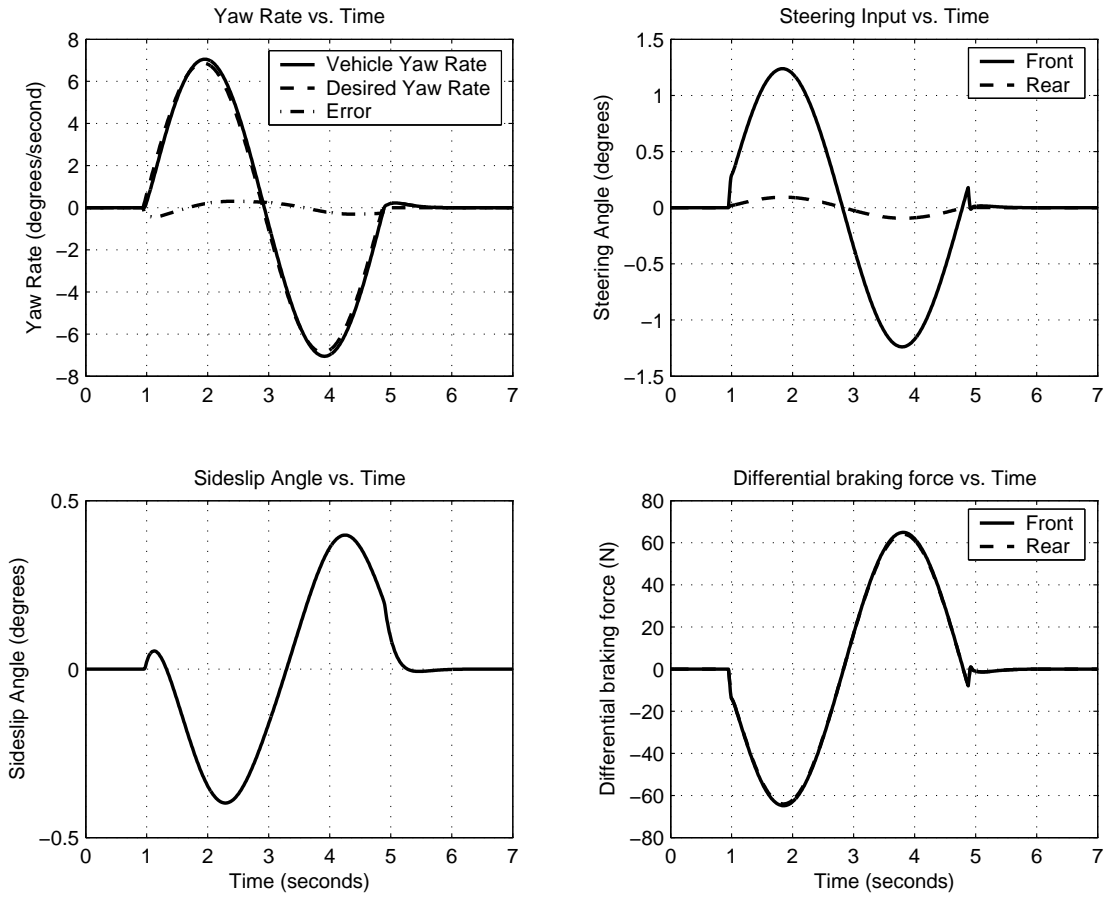 Yaw Rate vs. Time
8
6
4
2
0
−2
−4
−6
−8
Yaw Rate (degrees/second)
Vehicle Yaw Rate
Desired Yaw Rate
Error
0 1 2 3 4 5 6 7
Steering Input vs. Time
1.5
1
0.5
0
−0.5
−1
−1.5
Steering Angle (degrees)
Front
Rear
0 1 2 3 4 5 6 7
Sideslip Angle vs. Time
0.5
0
−0.5
Sideslip Angle (degrees)
0 1 2 3 4 5 6 7
Time (seconds)
Differential braking force vs. Time
80
60
40
20
0
−20
−40
−60
−80
Differential braking force (N)
Front
Rear
0 1 2 3 4 5 6 7
Time (seconds)